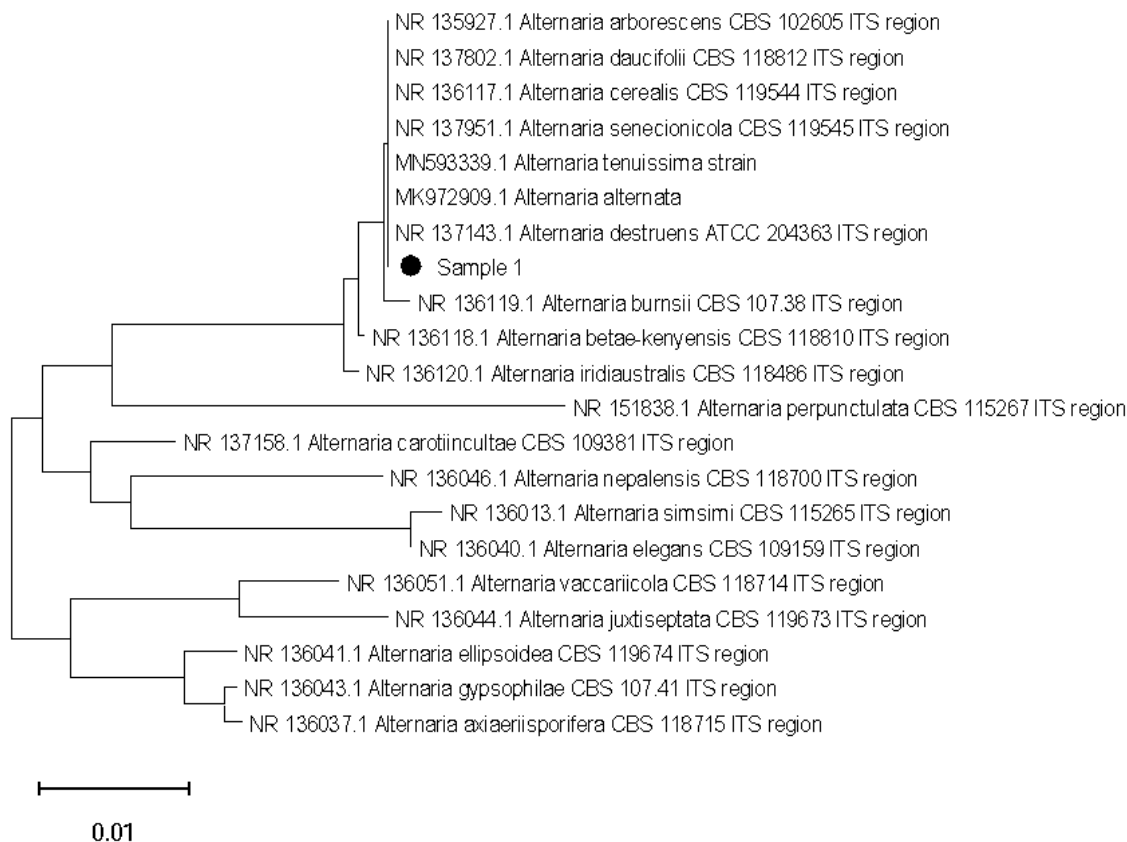 NR 135927.1 Alternaria arborescens CBS 102605 ITS region
NR 137802.1 Alternaria daucifolii CBS 118812 ITS region
NR 136117.1 Alternaria cerealis CBS 119544 ITS region
NR 137951.1 Alternaria senecionicola CBS 119545 ITS region
MN593339.1 Alternaria tenuissima strain
MK972909.1 Alternaria alternata
NR 137143.1 Alternaria destruens ATCC 204363 ITS region
Sample 1
NR 136119.1 Alternaria burnsii CBS 107.38 ITS region
NR 136118.1 Alternaria betae-kenyensis CBS 118810 ITS region
NR 136120.1 Alternaria iridiaustralis CBS 118486 ITS region
NR 151838.1 Alternaria perpunctulata CBS 115267 ITS region
NR 137158.1 Alternaria carotiincultae CBS 109381 ITS region
NR 136046.1 Alternaria nepalensis CBS 118700 ITS region
NR 136013.1 Alternaria simsimi CBS 115265 ITS region
NR 136040.1 Alternaria elegans CBS 109159 ITS region
NR 136051.1 Alternaria vaccariicola CBS 118714 ITS region
NR 136044.1 Alternaria juxtiseptata CBS 119673 ITS region
NR 136041.1 Alternaria ellipsoidea CBS 119674 ITS region
NR 136043.1 Alternaria gypsophilae CBS 107.41 ITS region
NR 136037.1 Alternaria axiaeriisporifera CBS 118715 ITS region
0.01